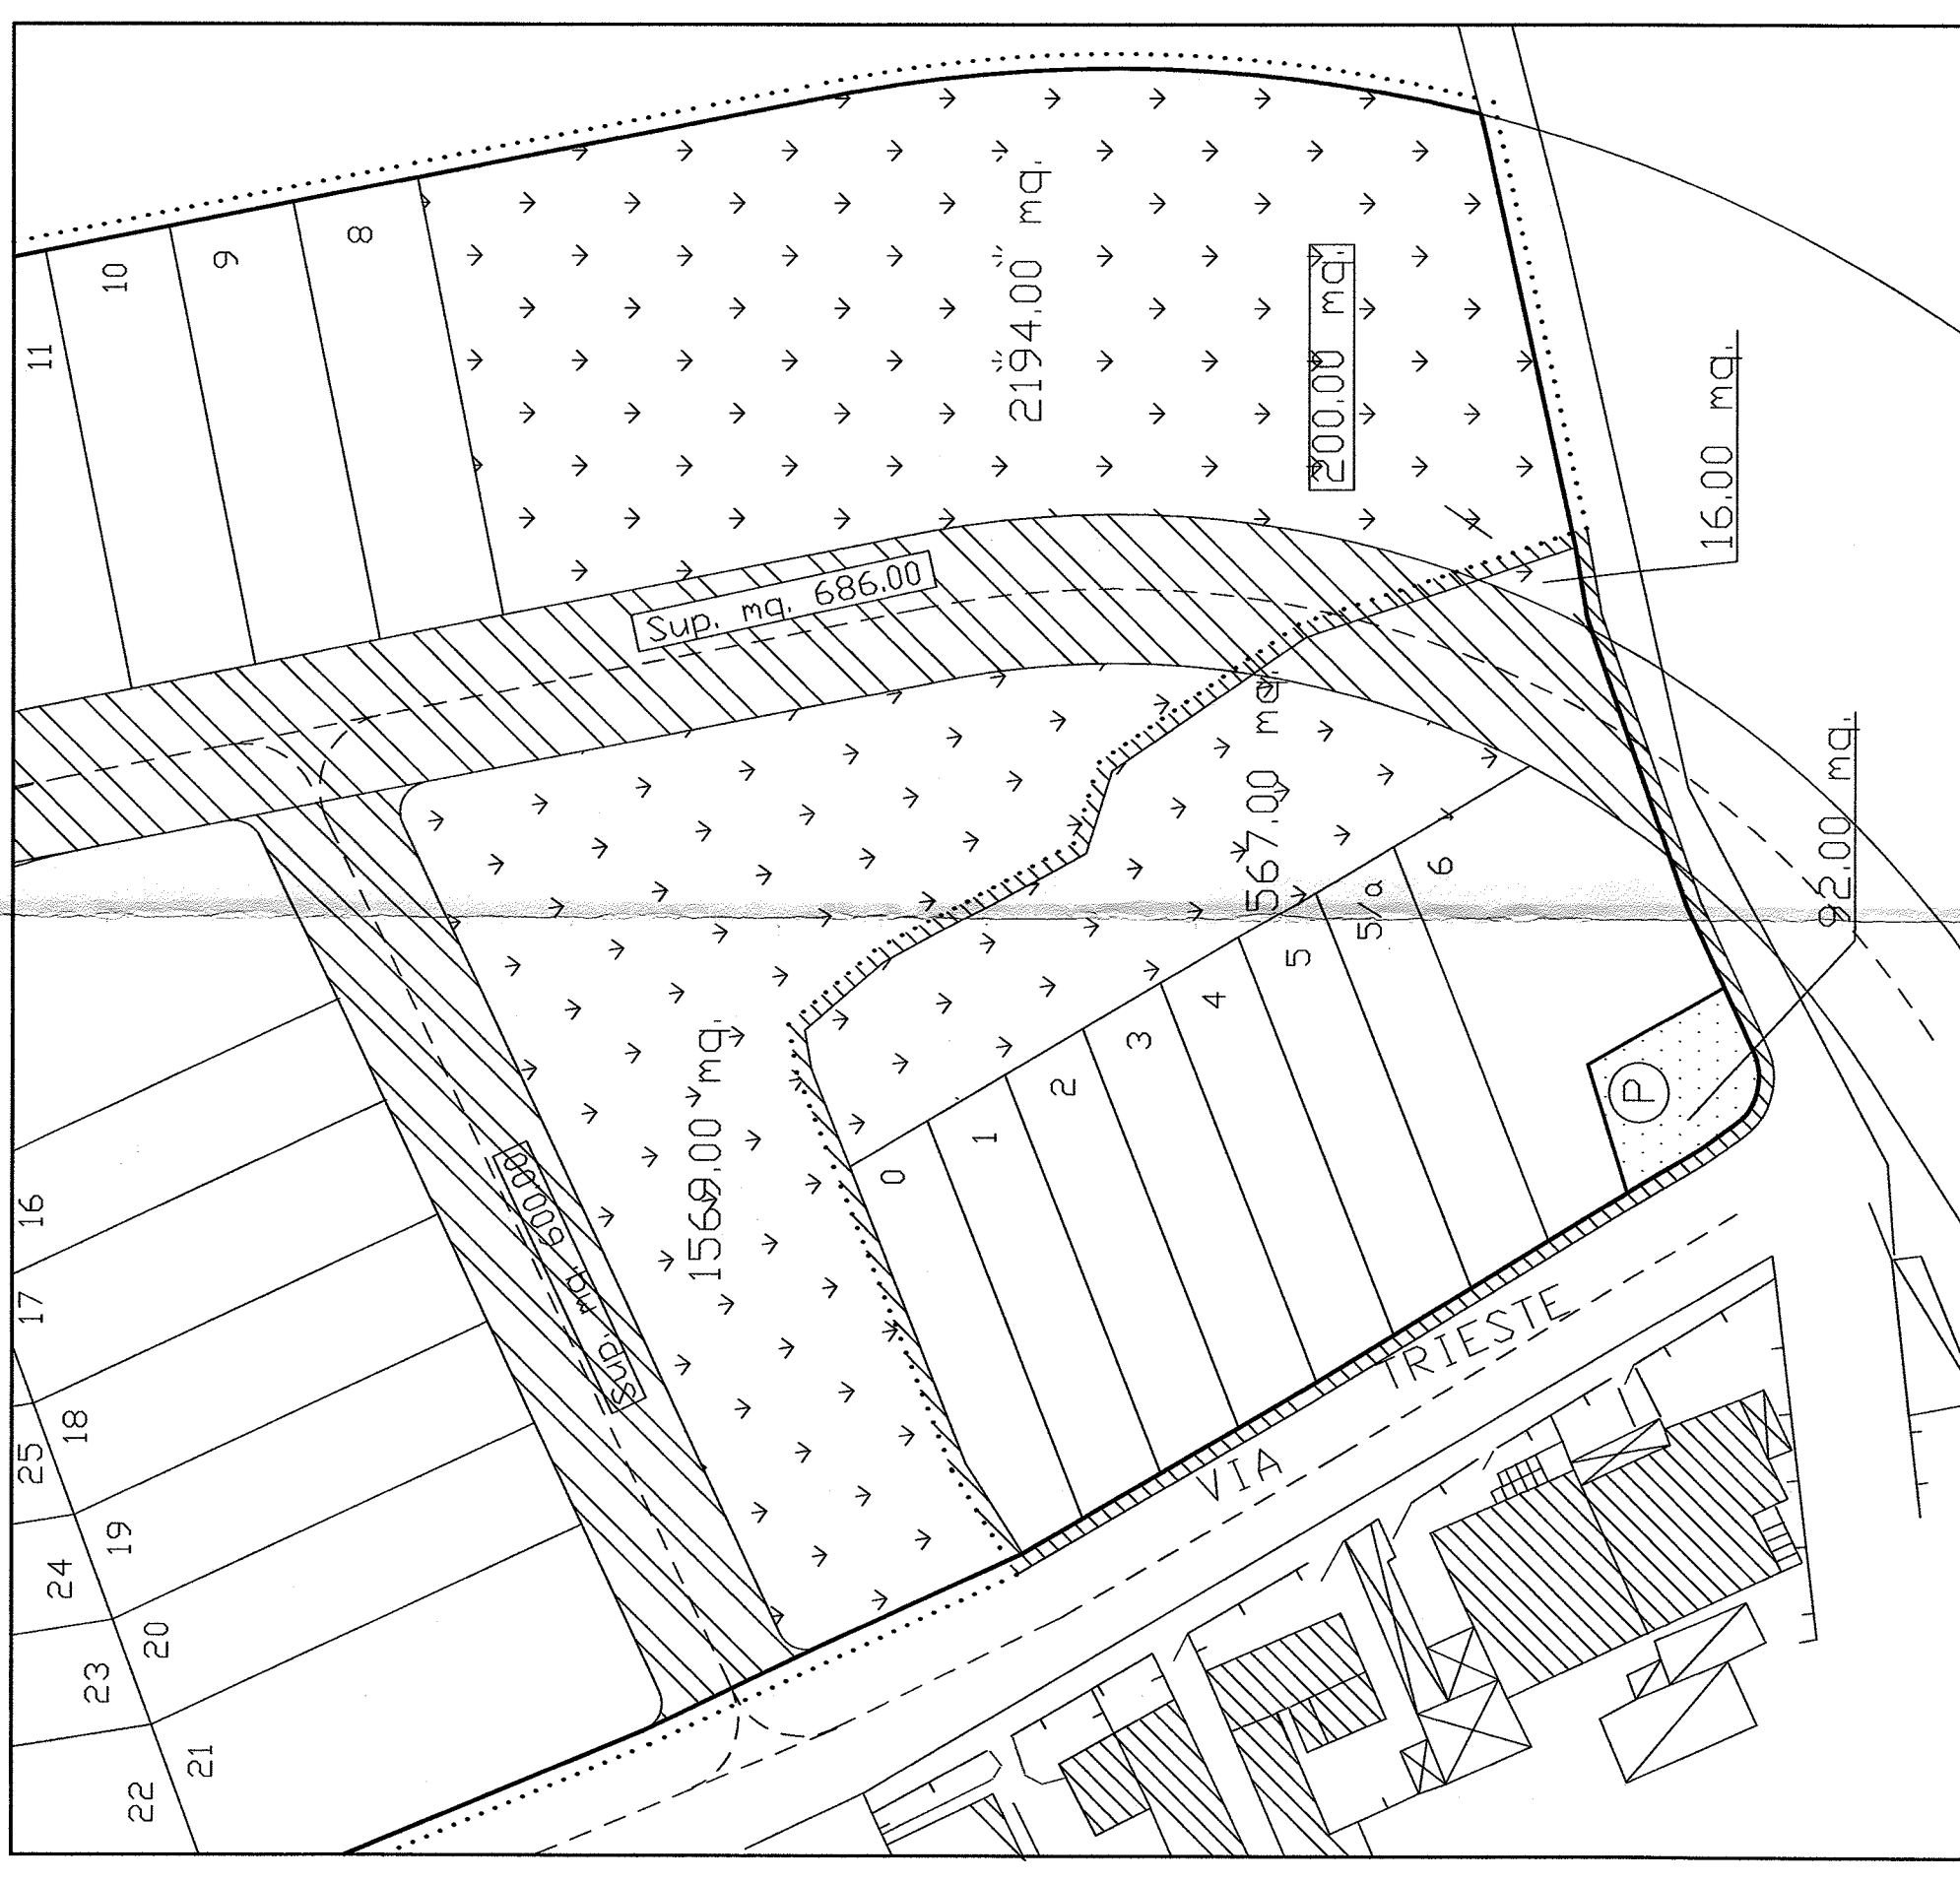 11
10
9
8
2194.00 mq.
200.00 mq.
16.00 mq.
Sup. mq. 686.00
567.00 mq.
92.00 mq.
1569.00 mq.
Sup. mq. 600.00
0
1
2
3
4
5
5/a
6
P
16
17
18
25
19
24
20
23
21
22
VIA TRIESTE